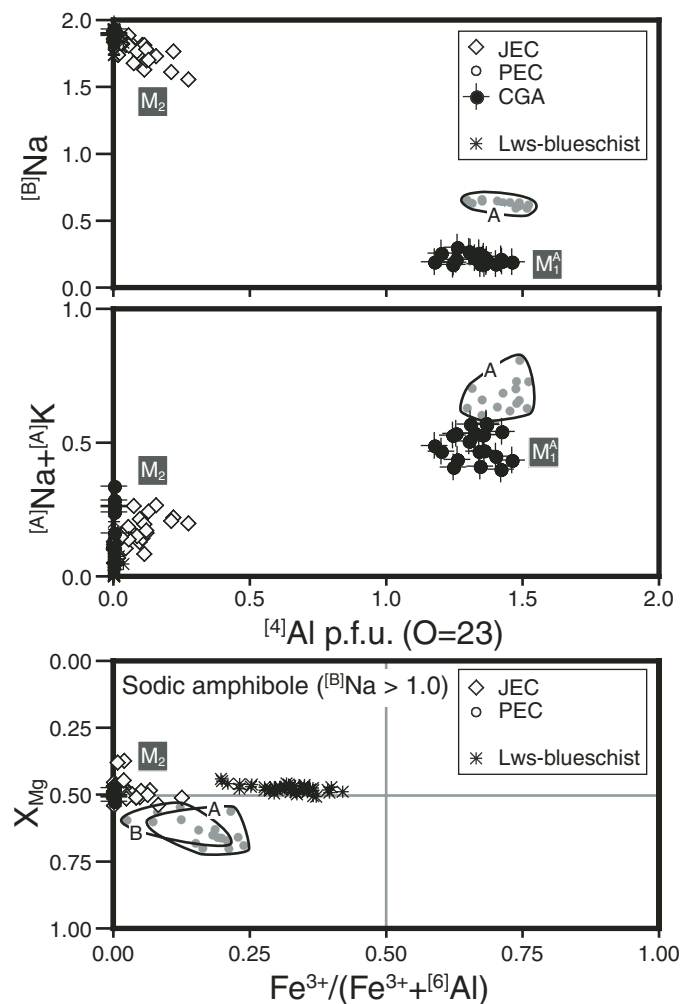 2.0
1.5
1.0
0.5
0.0
[B]Na
M2
JEC
PEC
CGA
Lws-blueschist
A
M1A
1.0
0.5
0.0
[A]Na+[A]K
M2
A
M1A
0.0 0.5 1.0 1.5 2.0
[4]Al p.f.u. (O=23)
0.00
0.25
0.50
0.75
1.00
XMg
Sodic amphibole ([B]Na > 1.0)
JEC
PEC
Lws-blueschist
M2
A
B
0.00 0.25 0.50 0.75 1.00
Fe3+/(Fe3++[6]Al)